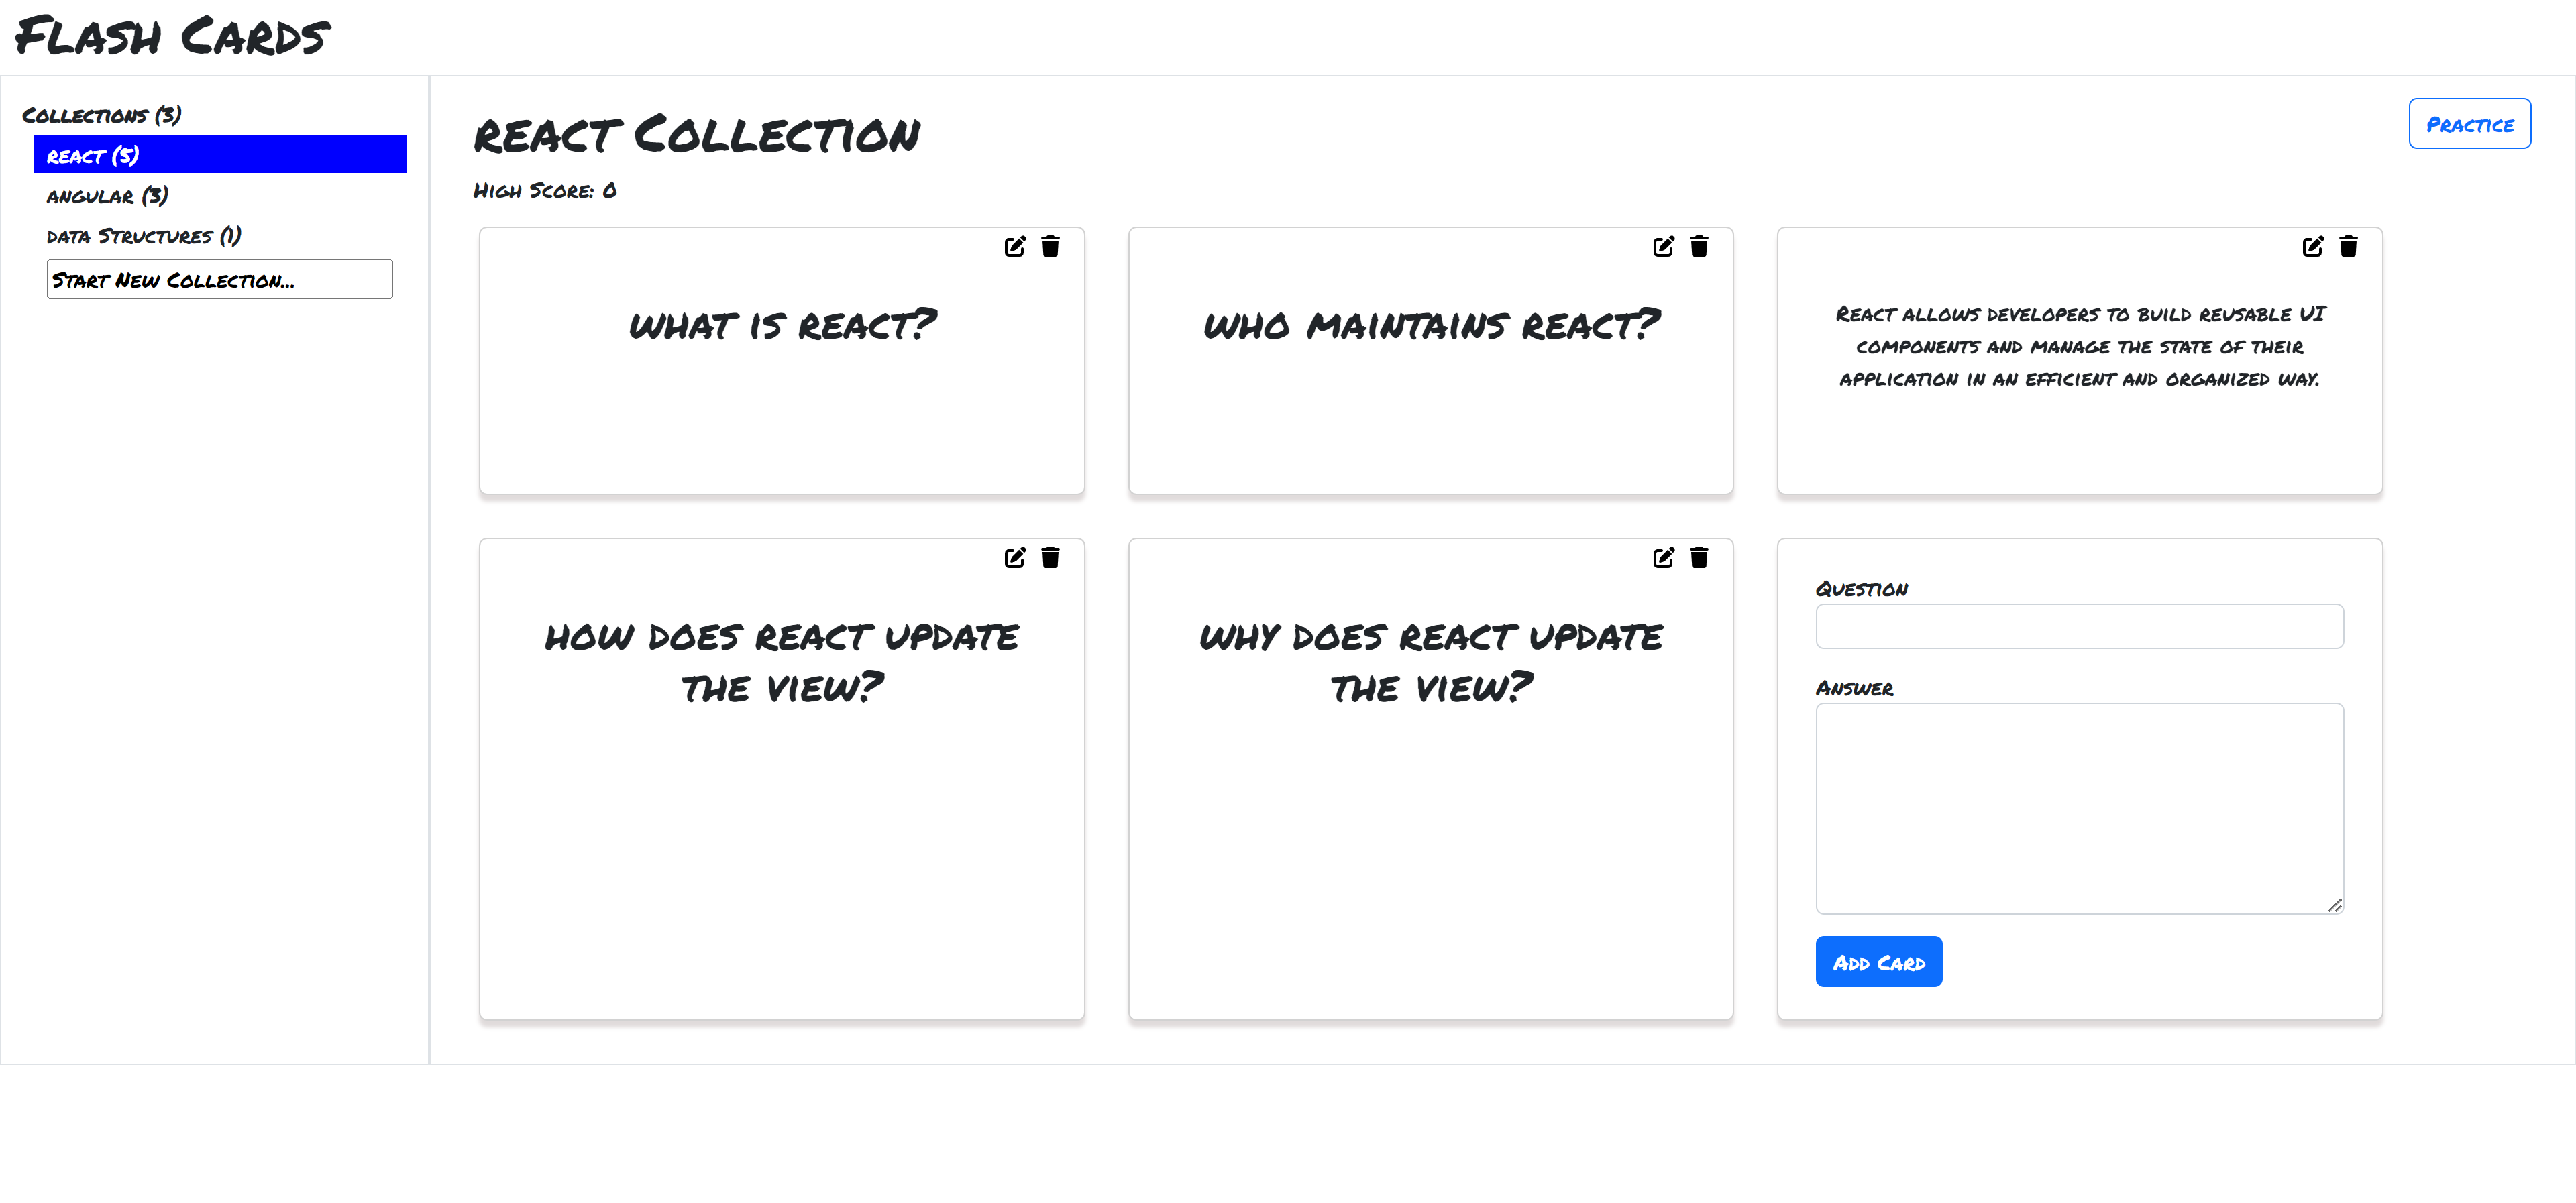 Flash Cards
Collections (3)
react (5)
angular (3)
data Structures (1)
Start New Collection...
react Collection
Practice
High Score: 0
what is react?
who maintains react?
React allows developers to build reusable UI
components and manage the state of their
application in an efficient and organized way.
how does react update
the view?
why does react update
the view?
Question
Answer
Add Card